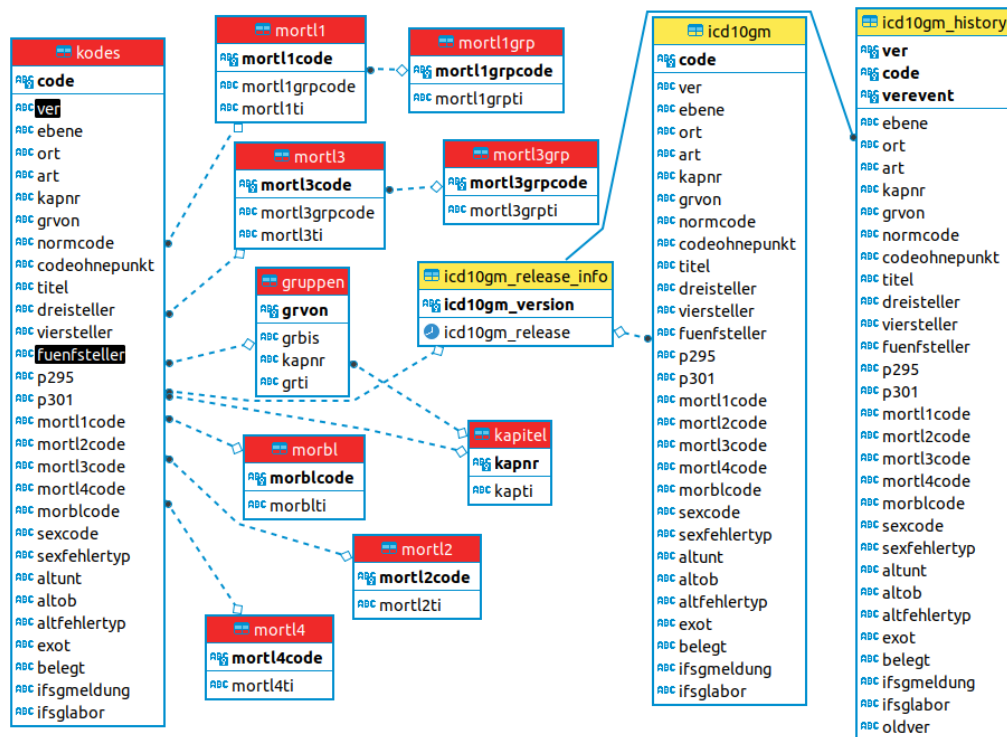 kodes
code
ver
ebene
ort
art
kapnr
grvon
normcode
codeohnepunkt
titel
dreisteller
viersteller
fuenfsteller
p295
p301
mortl1code
mortl2code
mortl3code
mortl4code
morblcode
sexcode
sexfehlertyp
altunt
altob
altfehlertyp
exot
belegt
ifsgmeldung
ifsglabor
mortl1
mortl1code
mortl1grpcode
mortl1ti
mortl1grp
mortl1grpcode
mortl1grpti
mortl3
mortl3code
mortl3grpcode
mortl3ti
mortl3grp
mortl3grpcode
mortl3grpti
gruppen
grvon
grbis
kapnr
grti
icd10gm_release_info
icd10gm_version
icd10gm_release
kapitel
kapnr
kapti
morbl
morblcode
morblti
mortl2
mortl2code
mortl2ti
mortl4
mortl4code
mortl4ti
icd10gm
code
ver
ebene
ort
art
kapnr
grvon
normcode
codeohnepunkt
titel
dreisteller
viersteller
fuenfsteller
p295
p301
mortl1code
mortl2code
mortl3code
mortl4code
morblcode
sexcode
sexfehlertyp
altunt
altob
altfehlertyp
exot
belegt
ifsgmeldung
ifsglabor
icd10gm_history
ver
code
verevent
ebene
ort
art
kapnr
grvon
normcode
codeohnepunkt
titel
dreisteller
viersteller
fuenfsteller
p295
p301
mortl1code
mortl2code
mortl3code
mortl4code
morblcode
sexcode
sexfehlertyp
altunt
altob
altfehlertyp
exot
belegt
ifsgmeldung
ifsglabor
oldver